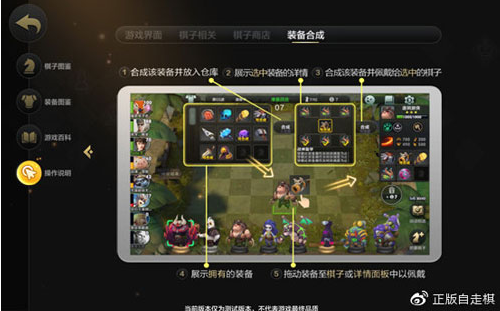 游戏界面 棋子相关 棋子商店 装备合成
① 合成该装备并放入仓库 ② 展示选中装备的详情 ③ 合成该装备并佩戴给选中的棋子
棋子图鉴
装备图鉴
游戏百科
操作说明
07
合成
合成
④ 展示拥有的装备 ⑤ 拖动装备至棋子或详情面板中以佩戴
当前版本仅为测试版本，不代表游戏最终品质
正版自走棋